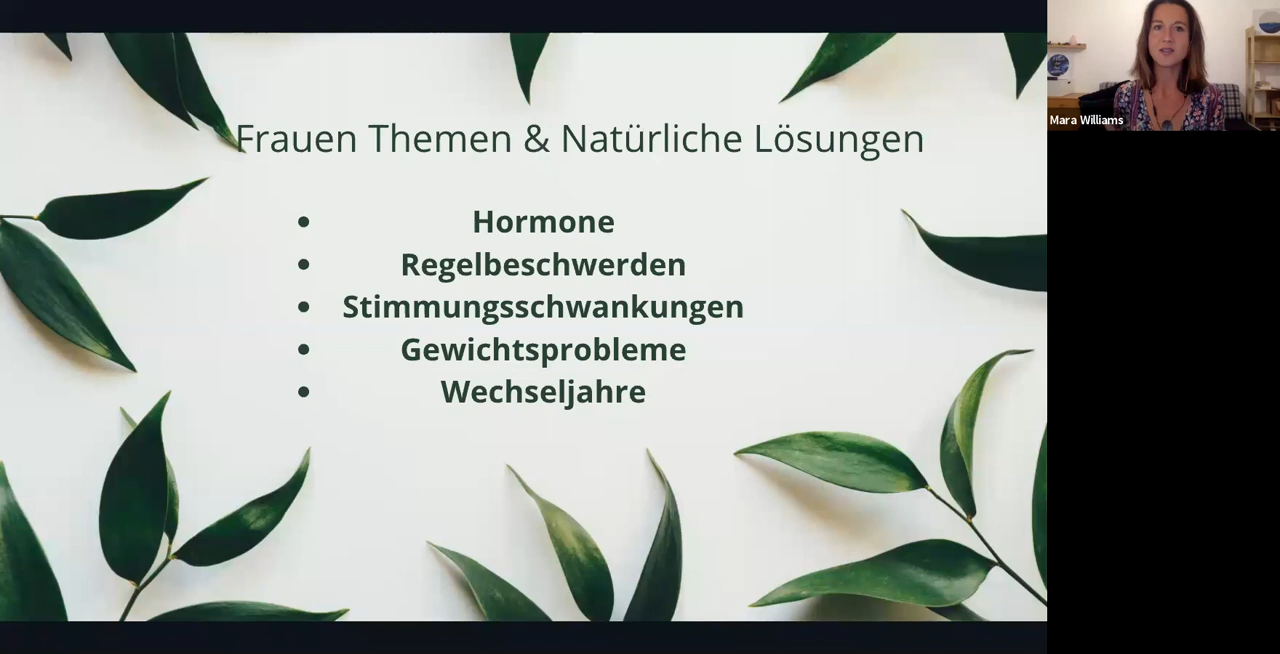 Frauen Themen & Natürliche Lösungen
• Hormone
• Regelbeschwerden
• Stimmungsschwankungen
• Gewichtsprobleme
• Wechseljahre
Mara Williams